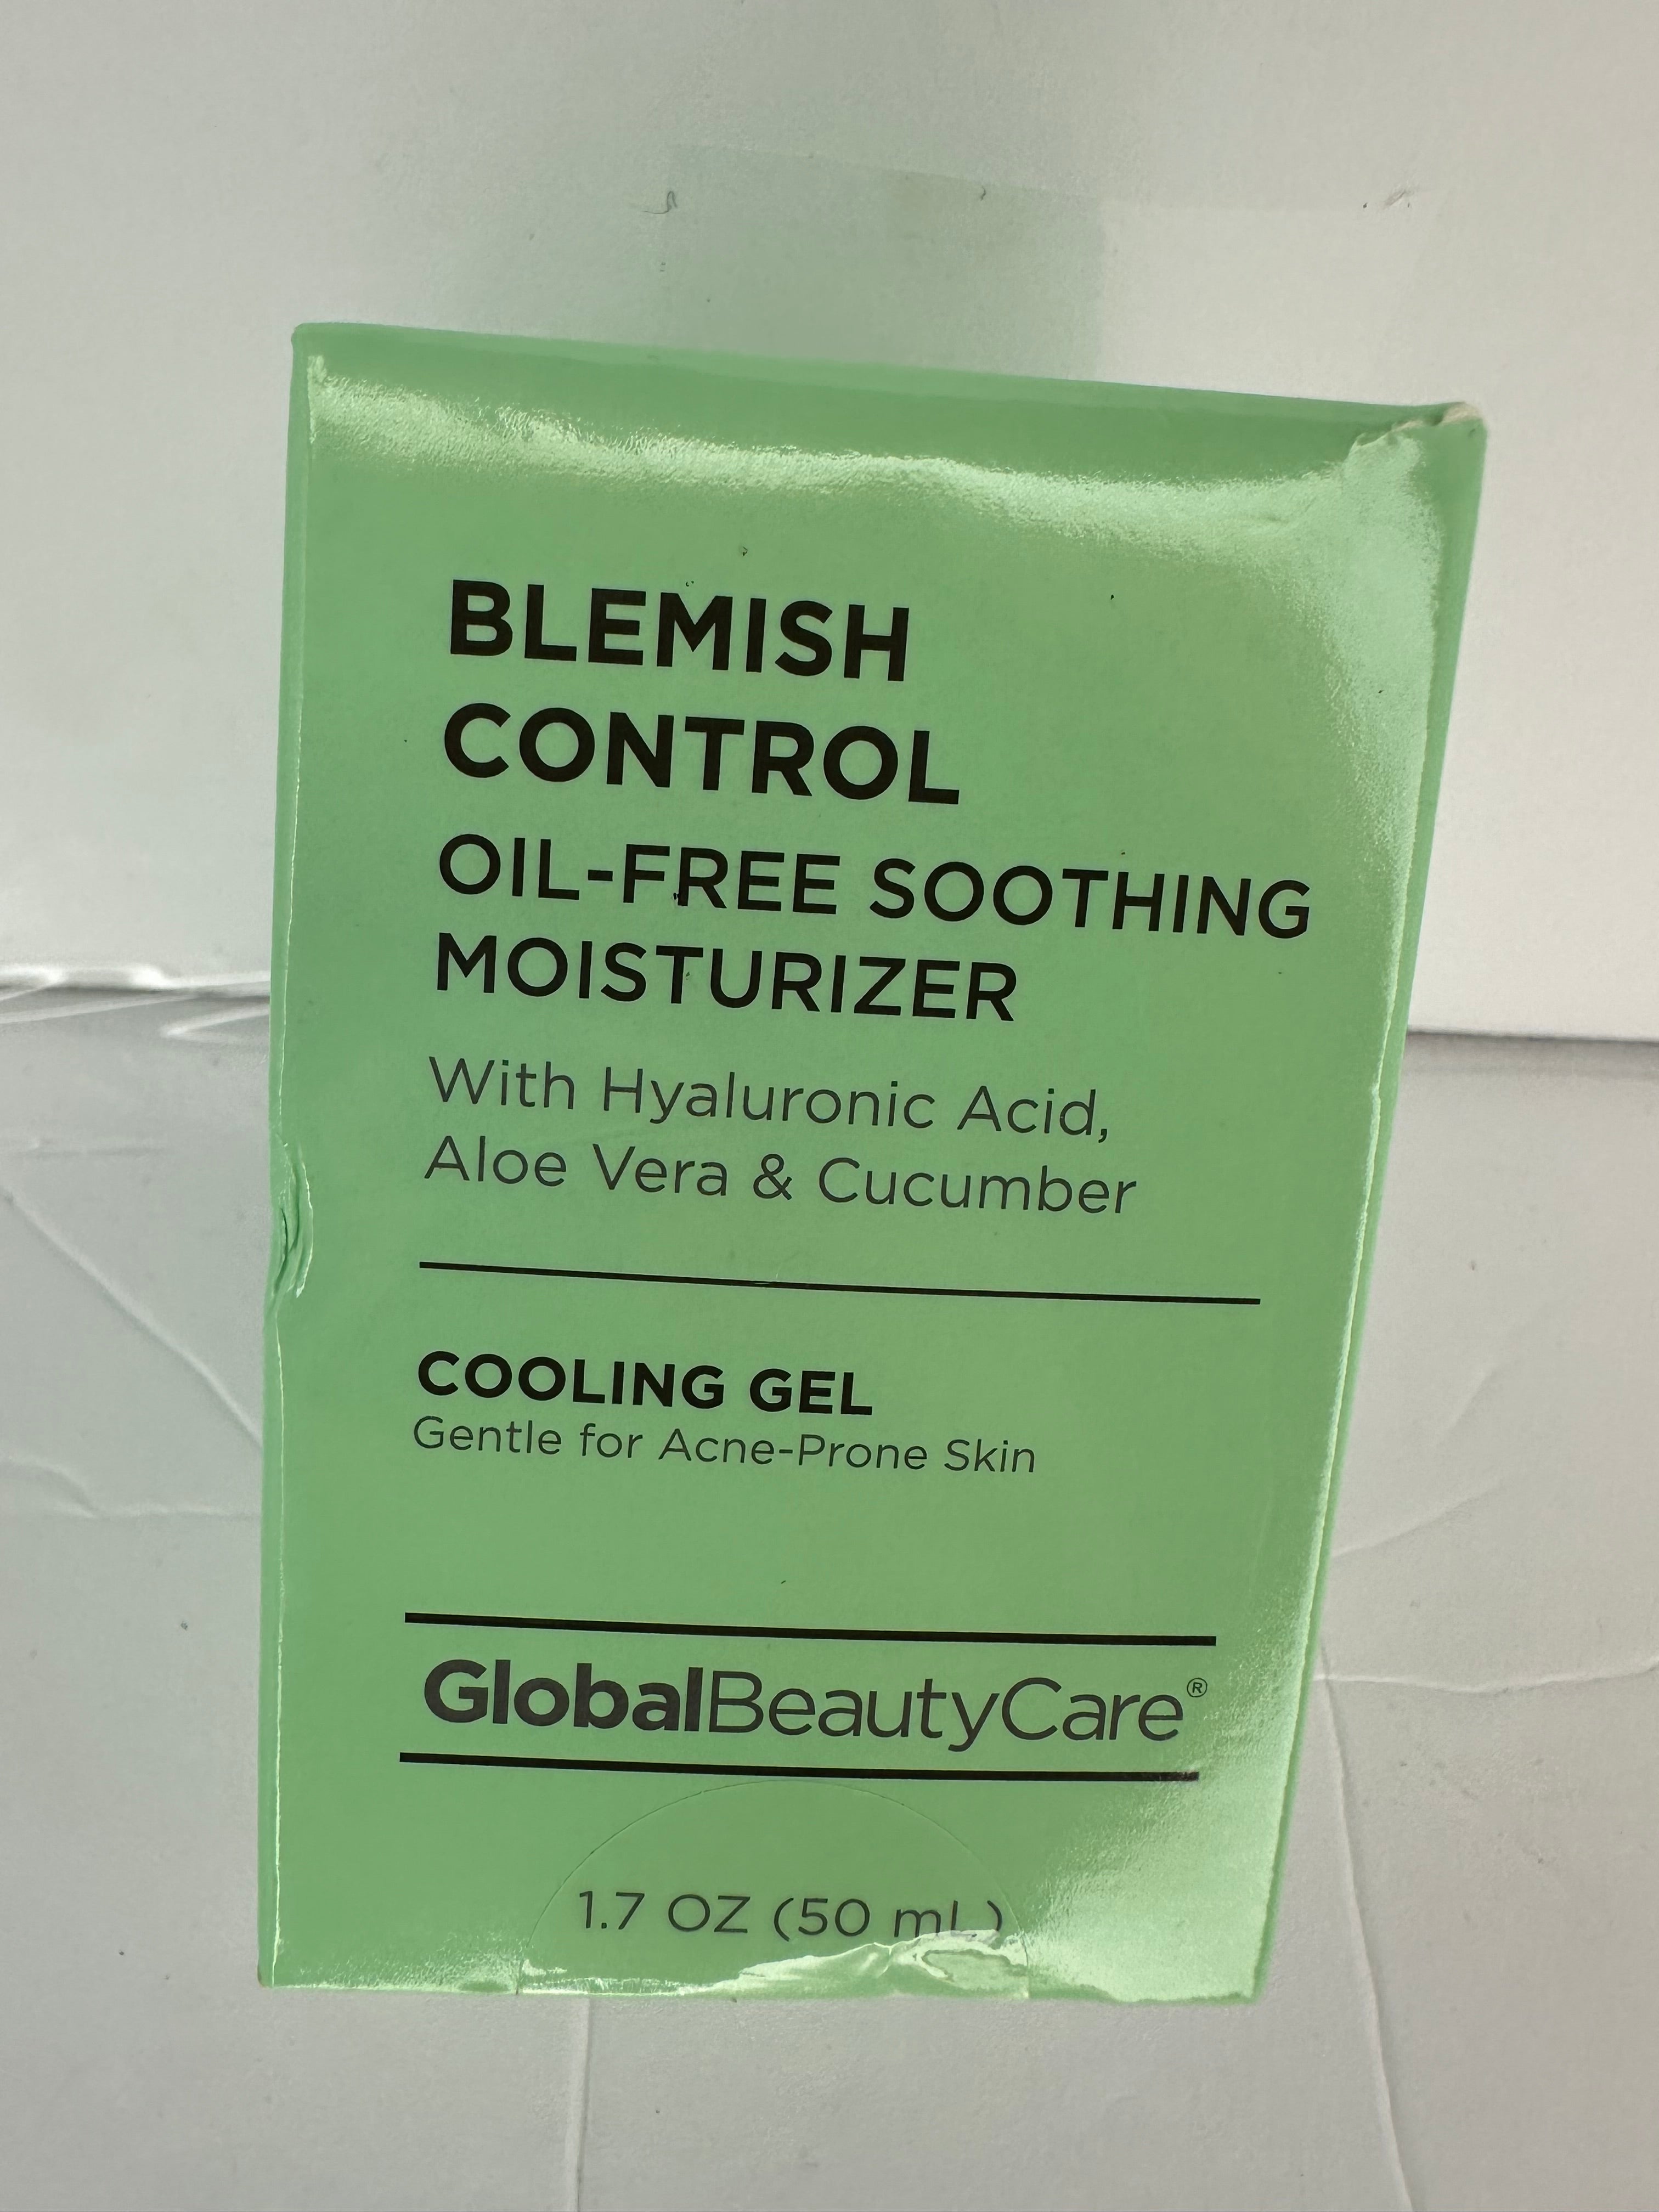 BLEMISH
CONTROL
OIL-FREE SOOTHING
MOISTURIZER
With Hyaluronic Acid,
Aloe Vera & Cucumber
COOLING GEL
Gentle for Acne-Prone Skin
GlobalBeautyCare®
1.7 OZ (50 mL)